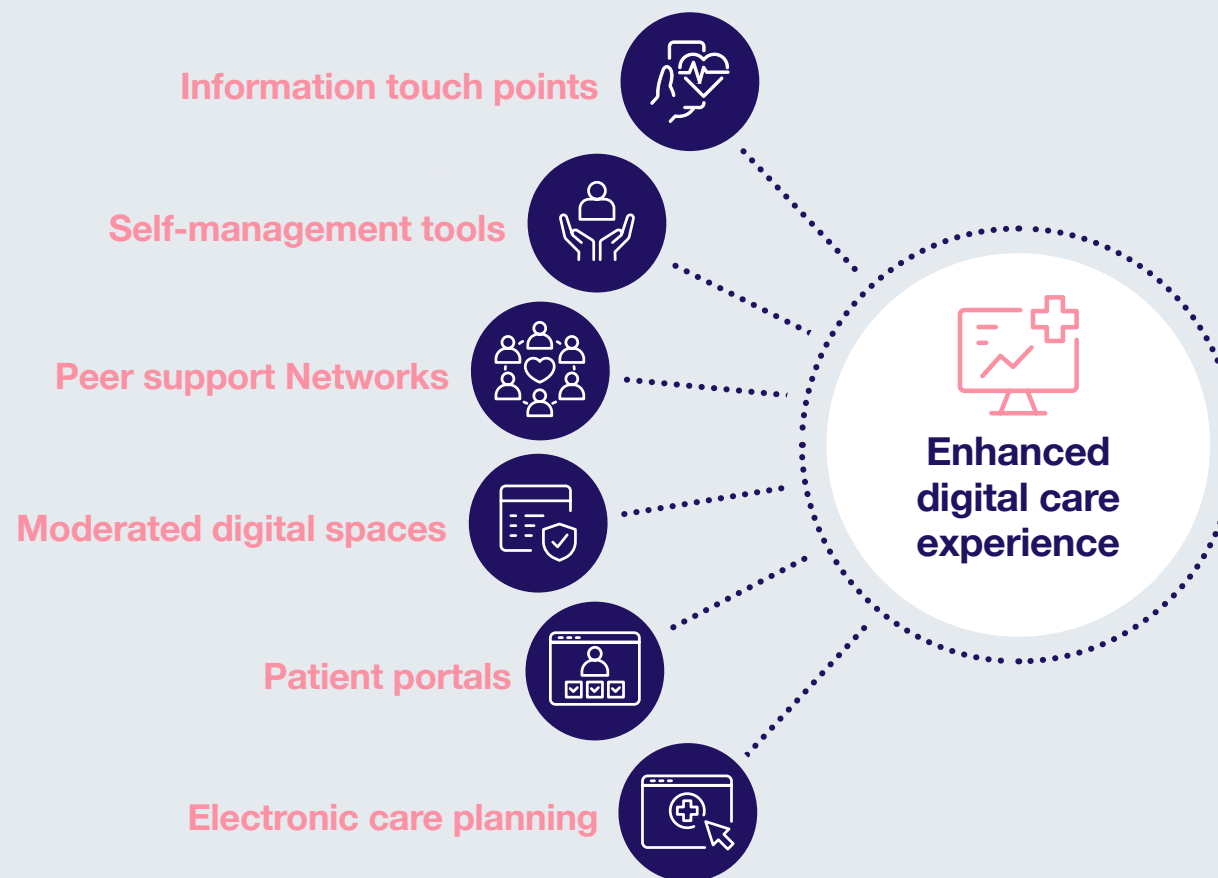 Information touch points
Self-management tools
Peer support Networks
Moderated digital spaces
Patient portals
Electronic care planning
Enhanced
digital care
experience